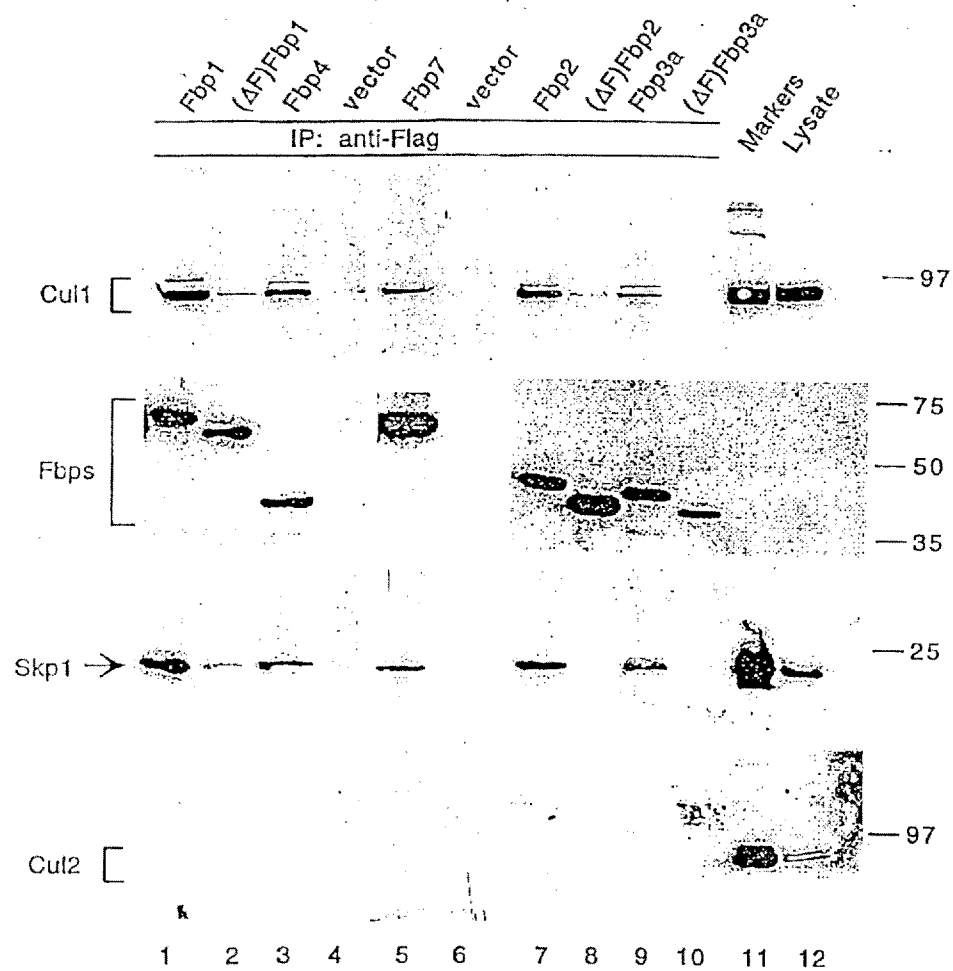 Fbp1
(ΔF)Fbp1
Fbp4
vector
Fbp7
vector
Fbp2
(ΔF)Fbp2
Fbp3a
(ΔF)Fbp3a
Markers
Lysate
IP: anti-Flag
Cul1
97
Fbps
75
50
35
Skp1
25
Cul2
97
1 2 3 4 5 6 7 8 9 10 11 12